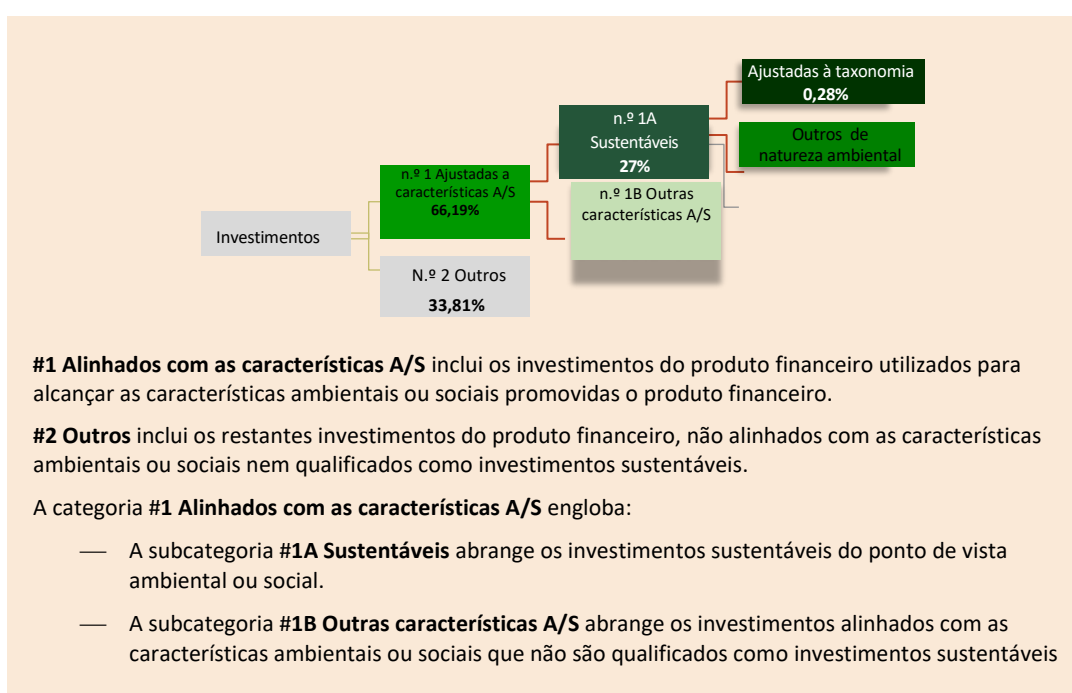 Ajustadas à taxonomia
0,28%
n.º 1A
Sustentáveis
27%
Outros de
natureza ambiental
n.º 1 Ajustadas a
características A/S
66,19%
n.º 1B Outras
características A/S
Investimentos
N.º 2 Outros
33,81%
#1 Alinhados com as características A/S inclui os investimentos do produto financeiro utilizados para
alcançar as características ambientais ou sociais promovidas o produto financeiro.
#2 Outros inclui os restantes investimentos do produto financeiro, não alinhados com as características
ambientais ou sociais nem qualificados como investimentos sustentáveis.
A categoria #1 Alinhados com as características A/S engloba:
— A subcategoria #1A Sustentáveis abrange os investimentos sustentáveis do ponto de vista
ambiental ou social.
— A subcategoria #1B Outras características A/S abrange os investimentos alinhados com as
características ambientais ou sociais que não são qualificados como investimentos sustentáveis